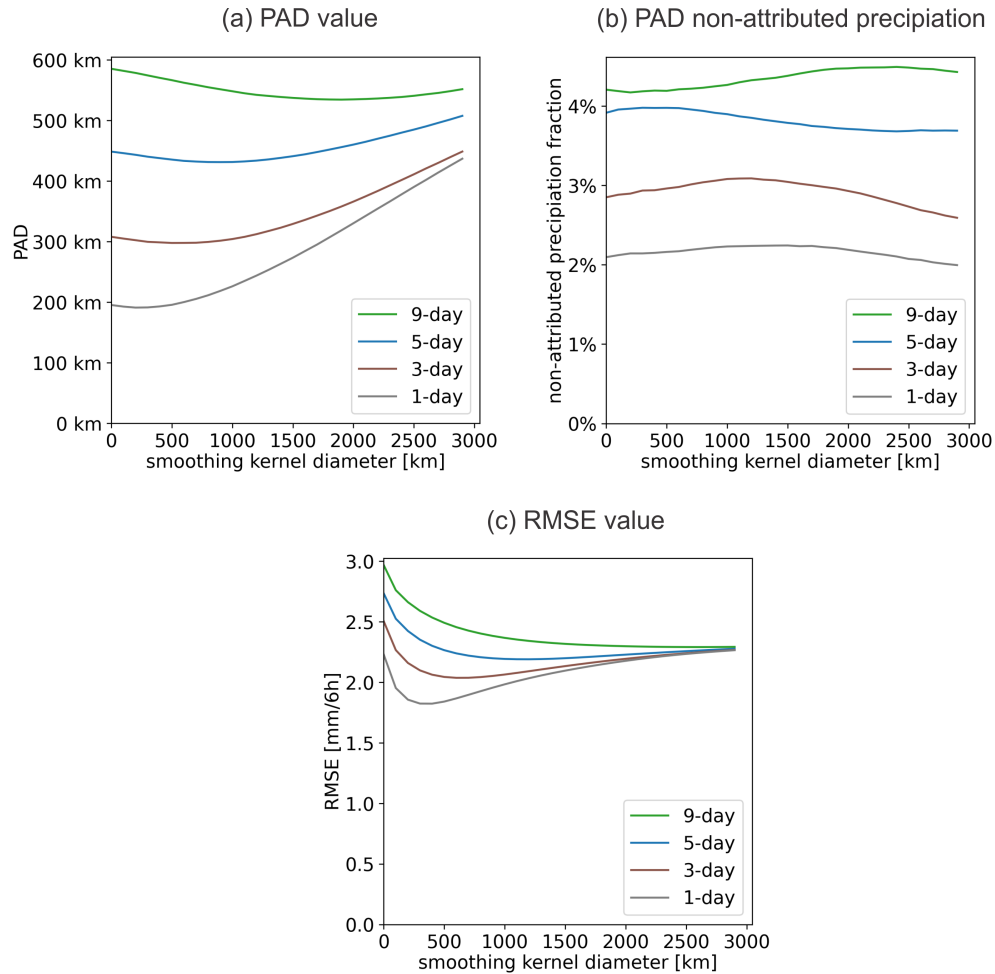 (a) PAD value
(b) PAD non-attributed precipiation
600 km
500 km
400 km
300 km
200 km
100 km
0 km
PAD
9-day
5-day
3-day
1-day
0 500 1000 1500 2000 2500 3000
smoothing kernel diameter [km]
4%
3%
2%
1%
0%
non-attributed precipiation fraction
9-day
5-day
3-day
1-day
0 500 1000 1500 2000 2500 3000
smoothing kernel diameter [km]
(c) RMSE value
3.0
2.5
2.0
1.5
1.0
0.5
0.0
RMSE [mm/6h]
9-day
5-day
3-day
1-day
0 500 1000 1500 2000 2500 3000
smoothing kernel diameter [km]